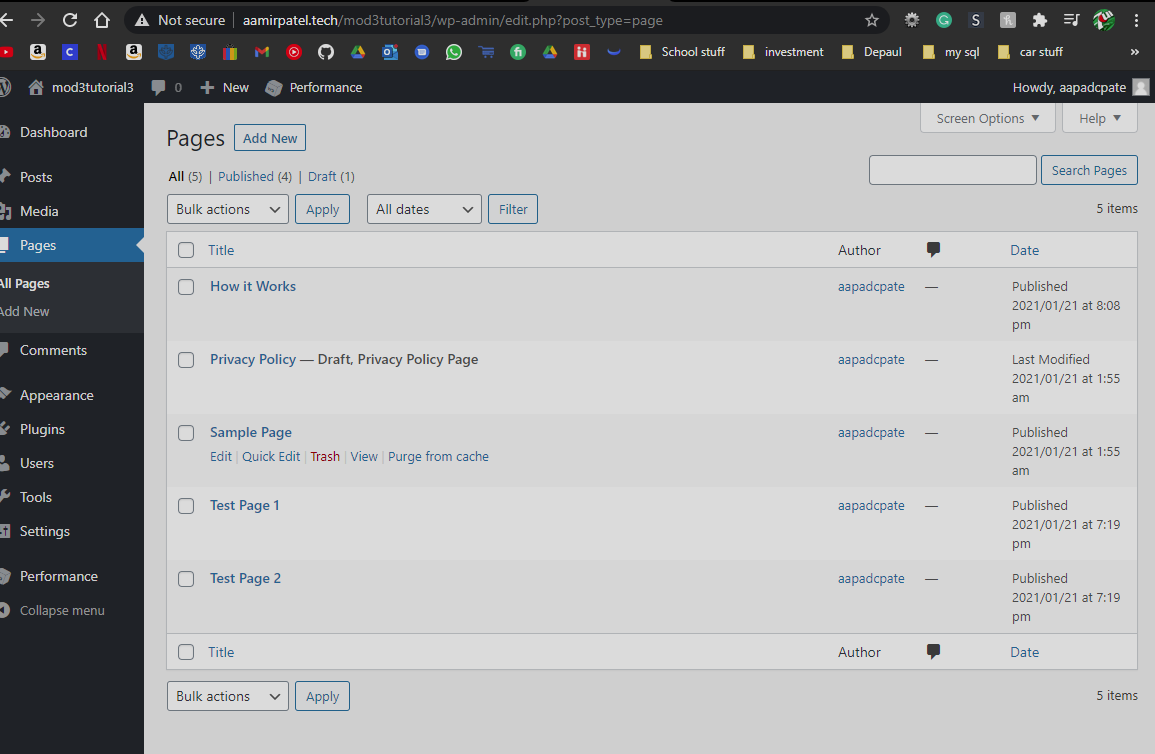 Not secure | aamirpatel.tech/mod3tutorial3/wp-admin/edit.php?post_type=page
School stuff investment Depaul my sql car stuff »
mod3tutorial3 0 New Performance Howdy, aapadcpate
Screen Options Help
Dashboard
Posts
Media
Pages
All Pages
Add New
Comments
Appearance
Plugins
Users
Tools
Settings
Performance
Collapse menu
Pages Add New
All (5) | Published (4) | Draft (1)
Search Pages
Bulk actions Apply All dates Filter 5 items
Title Author Date
How it Works aapadcpate — Published
2021/01/21 at 8:08
pm
Privacy Policy — Draft, Privacy Policy Page aapadcpate — Last Modified
2021/01/21 at 1:55
am
Sample Page aapadcpate — Published
Edit | Quick Edit | Trash | View | Purge from cache 2021/01/21 at 1:55
am
Test Page 1 aapadcpate — Published
2021/01/21 at 7:19
pm
Test Page 2 aapadcpate — Published
2021/01/21 at 7:19
pm
Title Author Date
Bulk actions Apply 5 items